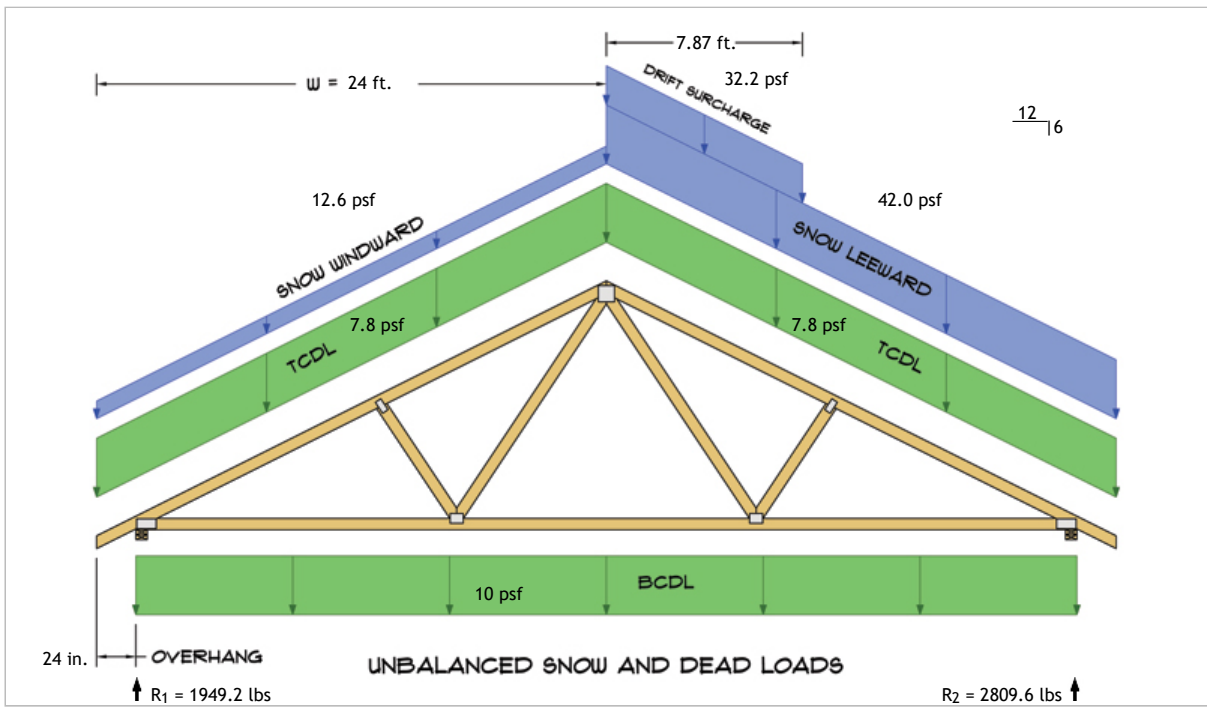 7.87 ft.
W = 24 ft.
DRIFT SURCHARGE
32.2 psf
12
6
12.6 psf
42.0 psf
SNOW WINDWARD
SNOW LEEWARD
7.8 psf
7.8 psf
TCDL
TCDL
10 psf
BCDL
24 in.
OVERHANG
UNBALANCED SNOW AND DEAD LOADS
R1 = 1949.2 lbs
R2 = 2809.6 lbs